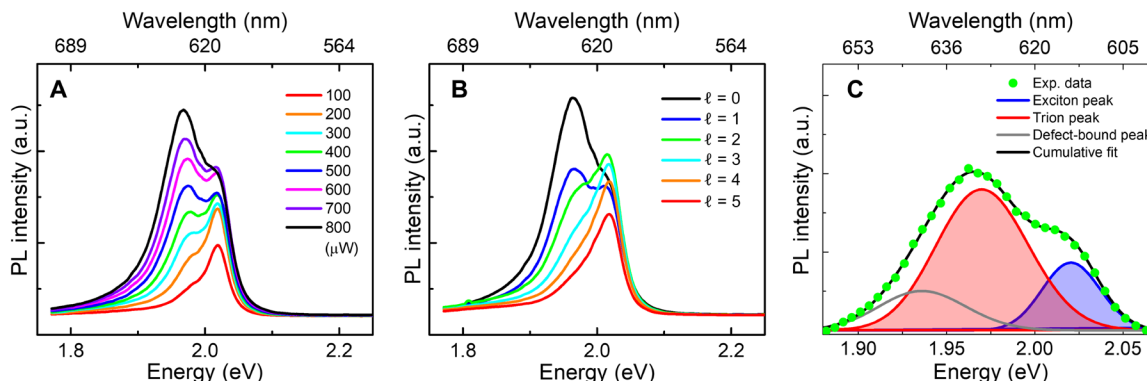 Wavelength (nm)
689 620 564
A
100
200
300
400
500
600
700
800
(μW)
PL intensity (a.u.)
1.8 2.0 2.2
Energy (eV)
Wavelength (nm)
689 620 564
B
ℓ = 0
ℓ = 1
ℓ = 2
ℓ = 3
ℓ = 4
ℓ = 5
PL intensity (a.u.)
1.8 2.0 2.2
Energy (eV)
Wavelength (nm)
653 636 620 605
C
Exp. data
Exciton peak
Trion peak
Defect-bound peak
Cumulative fit
PL intensity (a.u.)
1.90 1.95 2.00 2.05
Energy (eV)